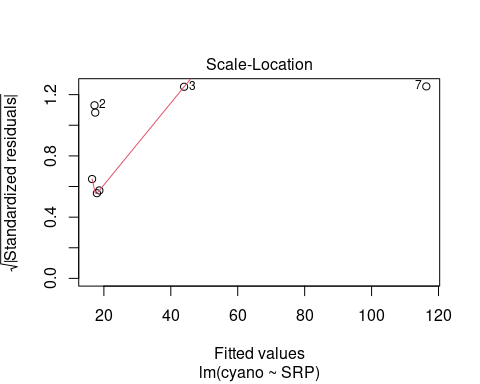 Scale-Location
√|Standardized residuals|
1.2
0.8
0.4
0.0
2
3
7
20 40 60 80 100 120
Fitted values
lm(cyano ~ SRP)